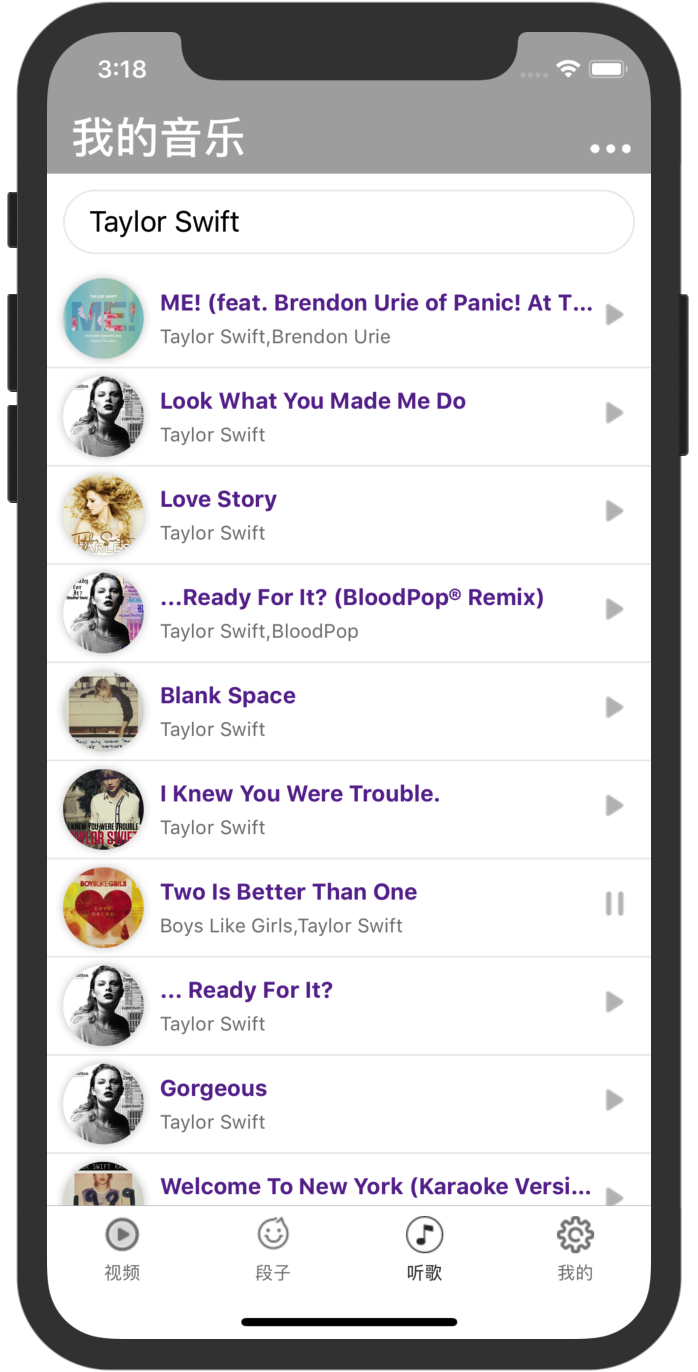 3:18
我的音乐
Taylor Swift
ME! (feat. Brendon Urie of Panic! At T...
Taylor Swift,Brendon Urie
Look What You Made Me Do
Taylor Swift
Love Story
Taylor Swift
...Ready For It? (BloodPop® Remix)
Taylor Swift,BloodPop
Blank Space
Taylor Swift
I Knew You Were Trouble.
Taylor Swift
Two Is Better Than One
Boys Like Girls,Taylor Swift
... Ready For It?
Taylor Swift
Gorgeous
Taylor Swift
Welcome To New York (Karaoke Versi...
视频
段子
听歌
我的